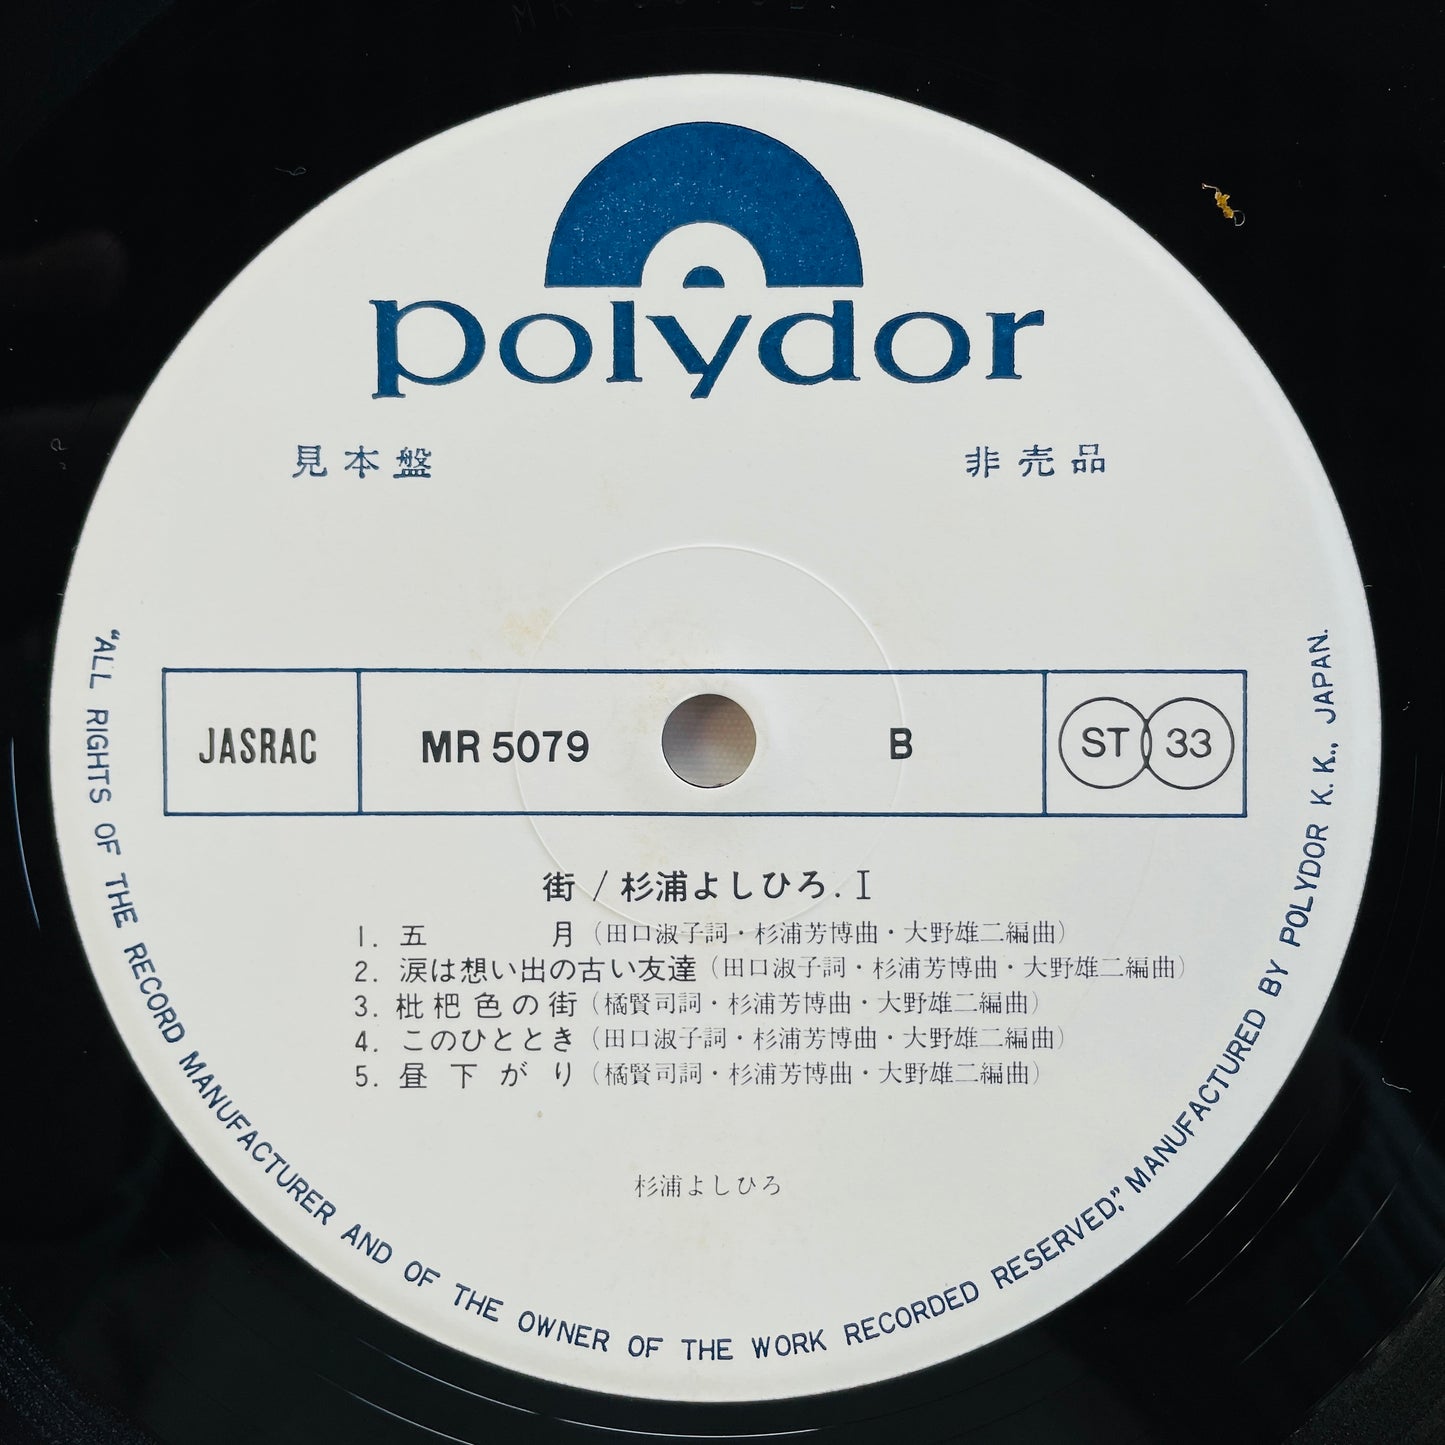 polydor
見本盤 非売品
JASRAC MR 5079 B ST 33
街 / 杉浦よしひろ. I
1. 五 月 (田口淑子詞・杉浦芳博曲・大野雄二編曲)
2. 涙は想い出の古い友達 (田口淑子詞・杉浦芳博曲・大野雄二編曲)
3. 枇杷色の街 (橘賢司詞・杉浦芳博曲・大野雄二編曲)
4. このひととき (田口淑子詞・杉浦芳博曲・大野雄二編曲)
5. 昼下がり (橘賢司詞・杉浦芳博曲・大野雄二編曲)
杉浦よしひろ
"ALL RIGHTS OF THE RECORD MANUFACTURER AND OF THE OWNER OF THE WORK RECORDED RESERVED." MANUFACTURED BY POLYDOR K.K., JAPAN.